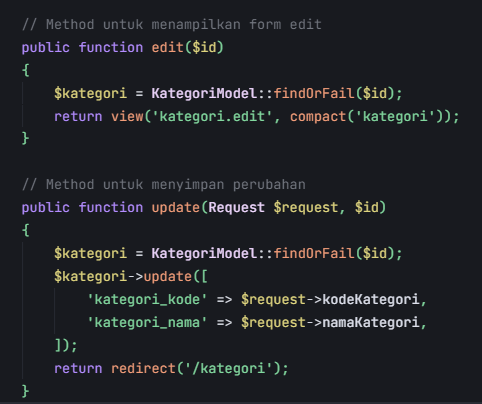 // Method untuk menampilkan form edit
public function edit($id)
{
    $kategori = KategoriModel::findOrFail($id);
    return view('kategori.edit', compact('kategori'));
}

// Method untuk menyimpan perubahan
public function update(Request $request, $id)
{
    $kategori = KategoriModel::findOrFail($id);
    $kategori->update([
        'kategori_kode' => $request->kodeKategori,
        'kategori_nama' => $request->namaKategori,
    ]);
    return redirect('/kategori');
}